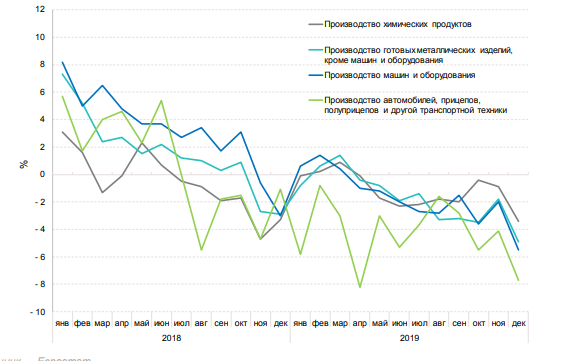 12
Производство химических продуктов
10
Производство готовых металлических изделий,
кроме машин и оборудования
8
Производство машин и оборудования
6
Производство автомобилей, прицепов,
полуприцепов и другой транспортной техники
4
2
%
0
- 2
- 4
- 6
- 8
- 10
янв фев мар апр май июн июл авг сен окт ноя дек янв фев мар апр май июн июл авг сен окт ноя дек
2018 2019